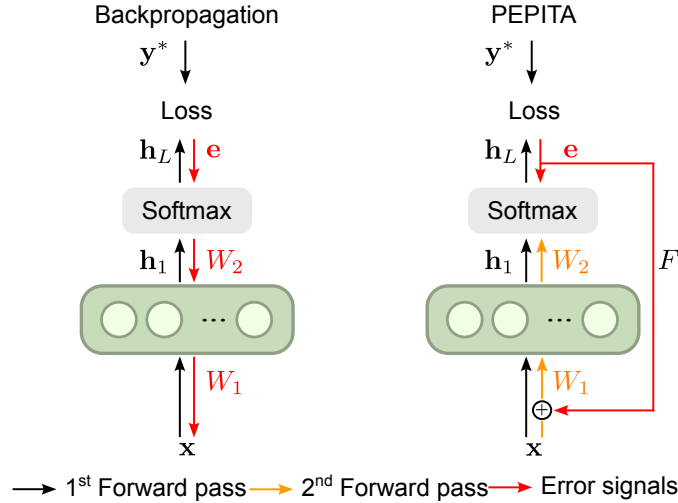 Backpropagation
y*
Loss
h_L e
Softmax
h_1 W_2
...
W_1
x
PEPITA
y*
Loss
h_L e
Softmax
h_1 W_2 F
...
W_1
+
x
1st Forward pass 2nd Forward pass Error signals